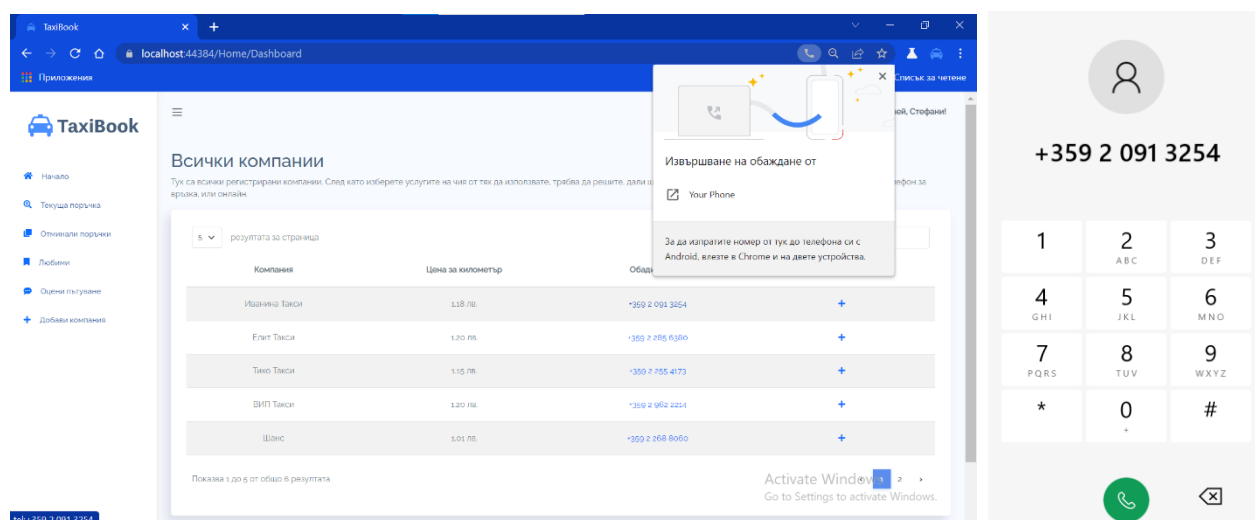 TaxiBook
localhost:44384/Home/Dashboard
Приложения
Списък за четене
TaxiBook
Начало
Текуща поръчка
Отминали поръчки
Любими
Оцени пътуване
Добави компания
Стефани!
Всички компании
Тук са всички регистрирани компании. След като изберете услугите на чия от тях да използвате, трябва да решите, дали
връзка, или онлайн.
5 резултата за страница
Извършване на обаждане от
Your Phone
За да изпратите номер от тук до телефона си с
Android, влезте в Chrome и на двете устройства.
Компания Цена за километър
Иванина Такси 1.18 лв. +359 2 091 3254 +
Елит Такси 1.20 лв. +359 2 285 6380 +
Тико Такси 1.15 лв. +359 2 255 4173 +
ВИП Такси 1.20 лв. +359 2 962 2214 +
Шанс 1.01 лв. +359 2 268 8060 +
Показва 1 до 5 от общо 6 резултата
‹ 1 2 ›
Activate Windows
Go to Settings to activate Windows.
+359 2 091 3254
1 2 3
ABC DEF
4 5 6
GHI JKL MNO
7 8 9
PQRS TUV WXYZ
* 0 #
+